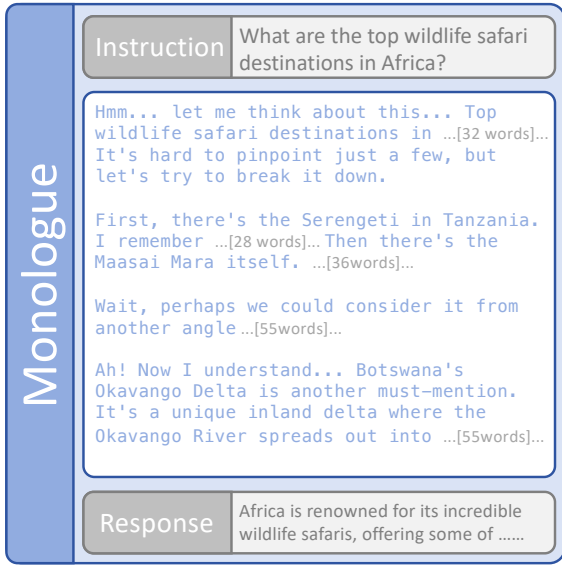 Monologue
Instruction
What are the top wildlife safari
destinations in Africa?
Hmm... let me think about this... Top
wildlife safari destinations in ...[32 words]...
It's hard to pinpoint just a few, but
let's try to break it down.
First, there's the Serengeti in Tanzania.
I remember ...[28 words]... Then there's the
Maasai Mara itself. ...[36words]...
Wait, perhaps we could consider it from
another angle ...[55words]...
Ah! Now I understand... Botswana's
Okavango Delta is another must-mention.
It's a unique inland delta where the
Okavango River spreads out into ...[55words]...
Response
Africa is renowned for its incredible
wildlife safaris, offering some of ......